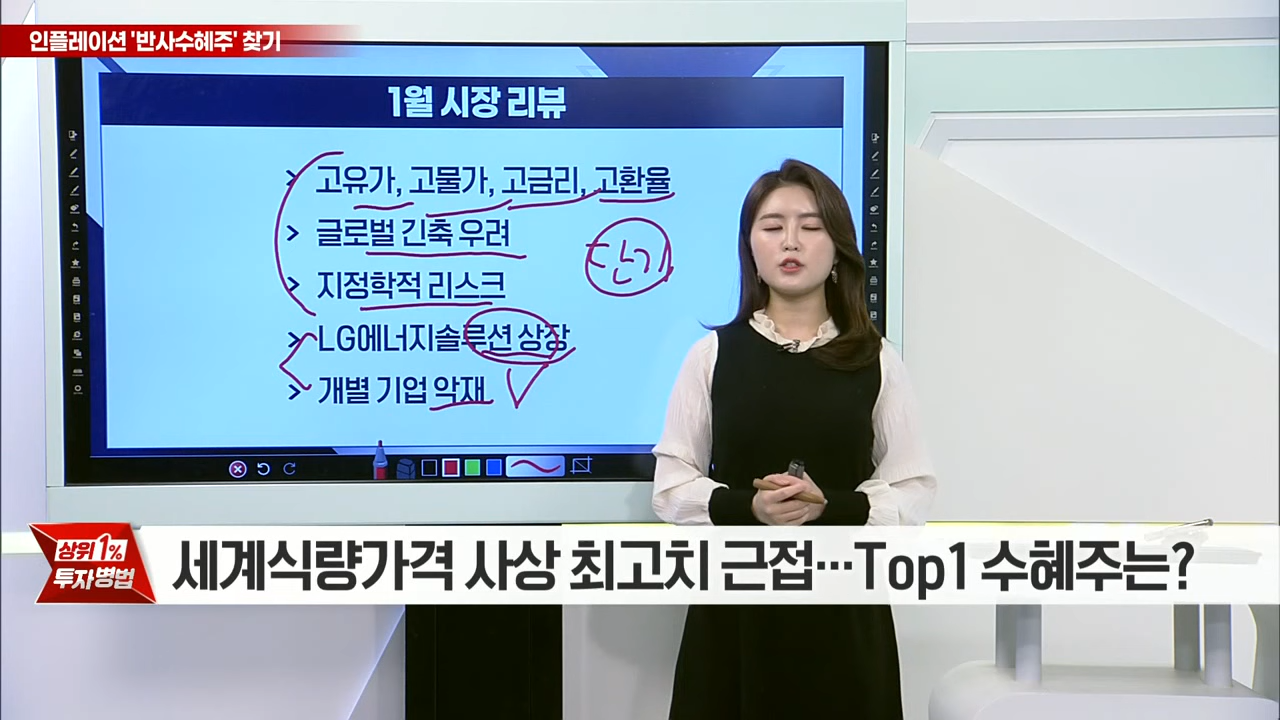 인플레이션 '반사수혜주' 찾기
1월 시장 리뷰
> 고유가, 고물가, 고금리, 고환율
> 글로벌 긴축 우려
단기
> 지정학적 리스크
> LG에너지솔루션 상장
> 개별 기업 악재
상위 1%
투자병법
세계식량가격 사상 최고치 근접…Top1 수혜주는?